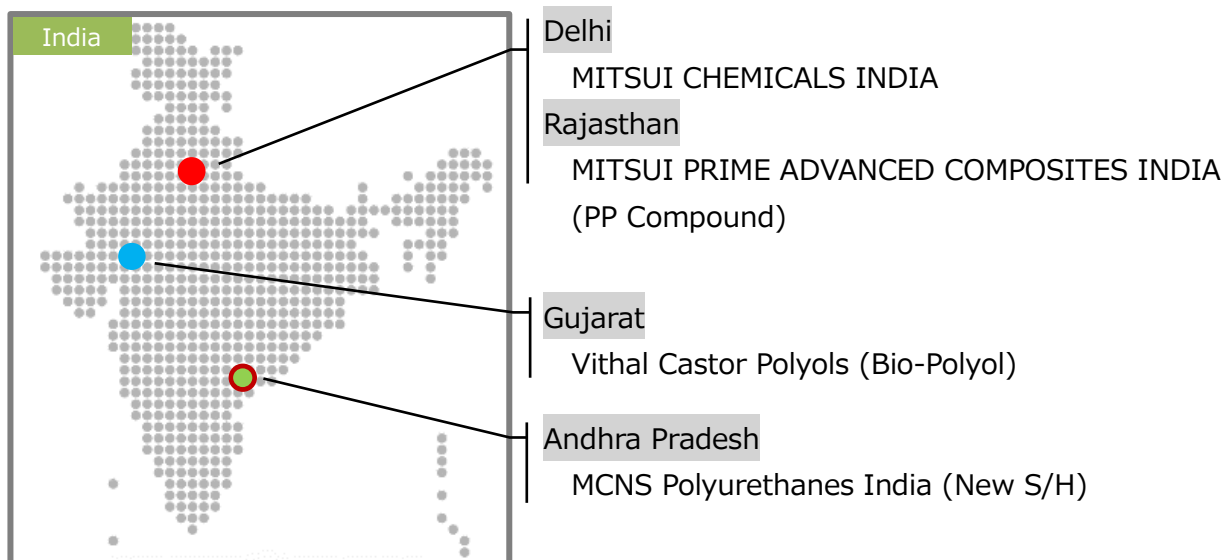 India
Delhi
MITSUI CHEMICALS INDIA
Rajasthan
MITSUI PRIME ADVANCED COMPOSITES INDIA
(PP Compound)
Gujarat
Vithal Castor Polyols (Bio-Polyol)
Andhra Pradesh
MCNS Polyurethanes India (New S/H)